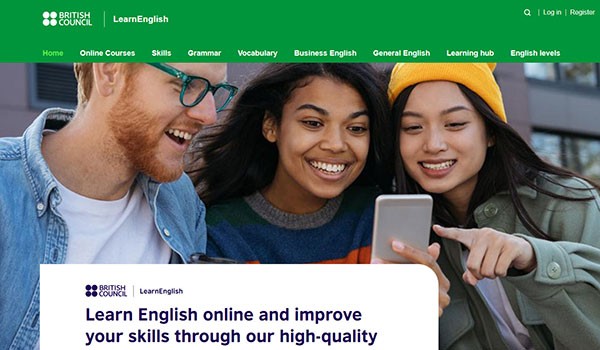 BRITISH
COUNCIL
LearnEnglish
Log in | Register
Home Online Courses Skills Grammar Vocabulary Business English General English Learning hub English levels
BRITISH
COUNCIL
LearnEnglish
Learn English online and improve
your skills through our high-quality